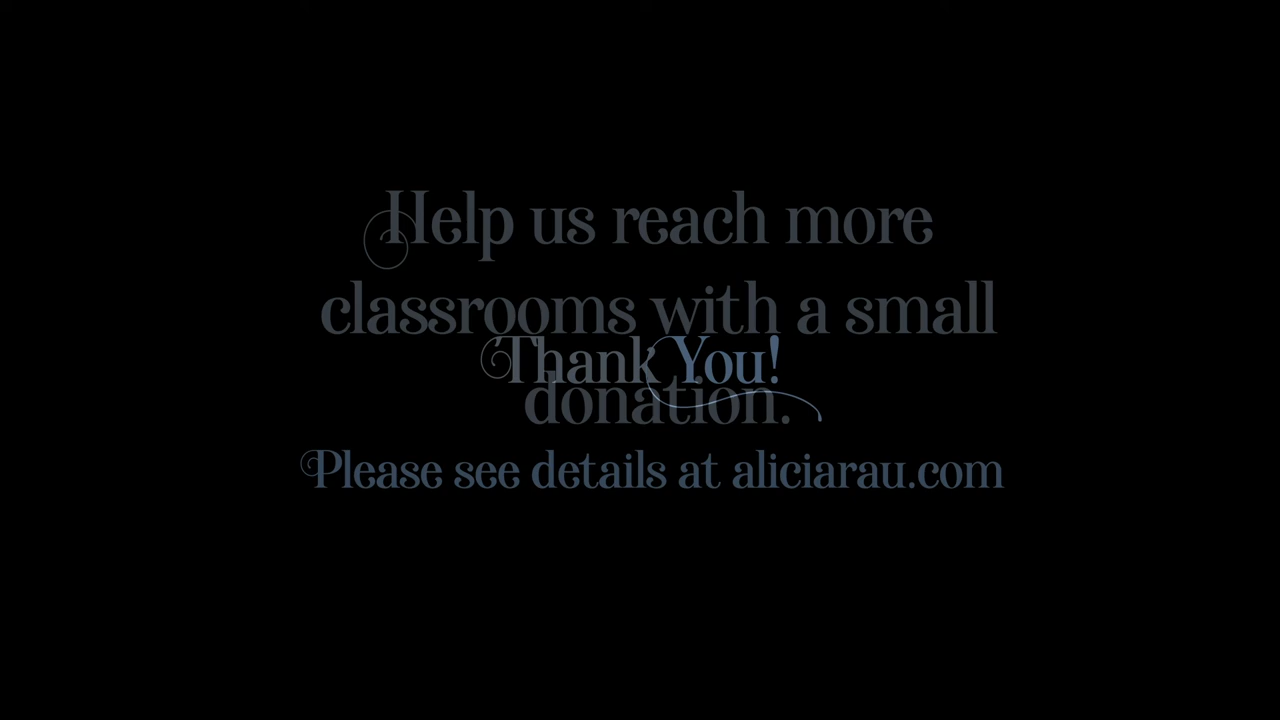 Help us reach more
classrooms with a small
Thank You!
donation.
Please see details at aliciarau.com